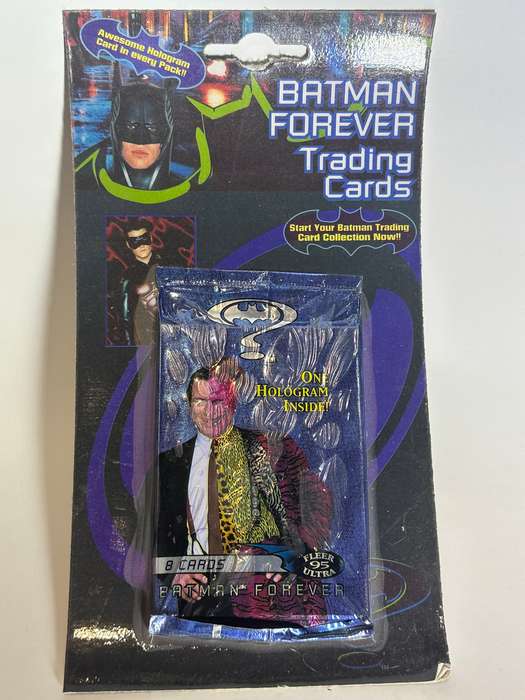 Awesome Hologram
Card in every Pack!!
BATMAN
FOREVER
Trading
Cards
Start Your Batman Trading
Card Collection Now!!
ONE
HOLOGRAM
INSIDE!
8 CARDS
FLEER
95
ULTRA
BATMAN FOREVER